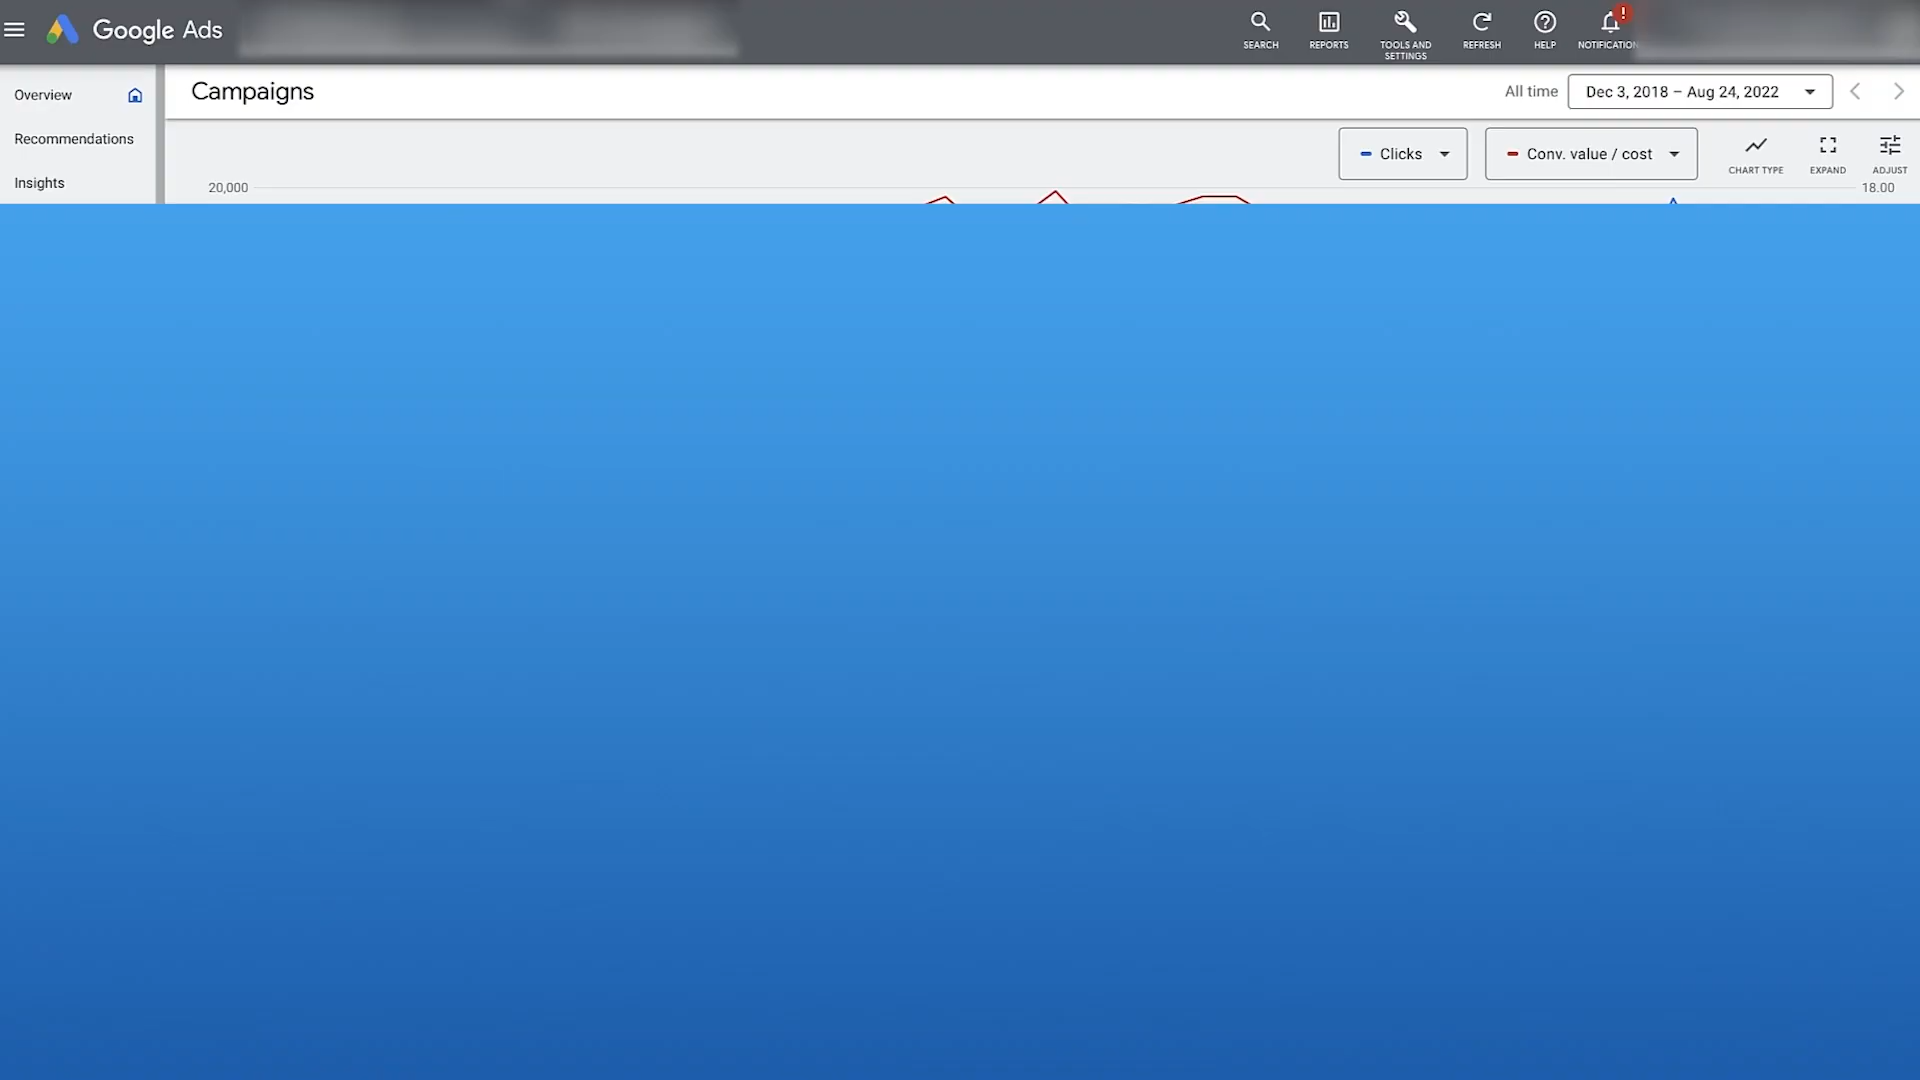 Google Ads
SEARCH
REPORTS
TOOLS AND
SETTINGS
REFRESH
HELP
NOTIFICATION
!
Overview
Campaigns
All time
Dec 3, 2018 – Aug 24, 2022
Recommendations
Clicks
Conv. value / cost
CHART TYPE
EXPAND
ADJUST
Insights
20,000
18.00